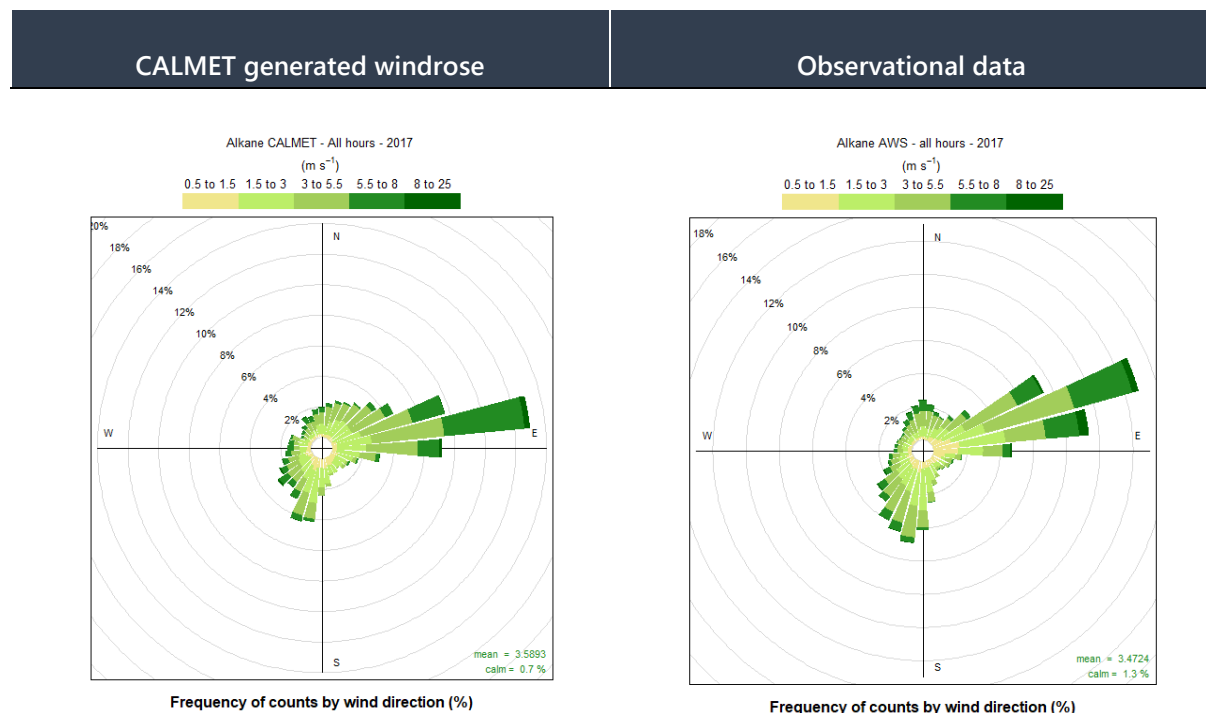 CALMET generated windrose
Observational data
Alkane CALMET - All hours - 2017
(m s⁻¹)
0.5 to 1.5 1.5 to 3 3 to 5.5 5.5 to 8 8 to 25
20%
18%
16%
14%
12%
10%
8%
6%
4%
2%
N
W
E
S
mean = 3.5893
calm = 0.7 %
Frequency of counts by wind direction (%)
Alkane AWS - all hours - 2017
(m s⁻¹)
0.5 to 1.5 1.5 to 3 3 to 5.5 5.5 to 8 8 to 25
18%
16%
14%
12%
10%
8%
6%
4%
2%
N
W
E
S
mean = 3.4724
calm = 1.3 %
Frequency of counts by wind direction (%)